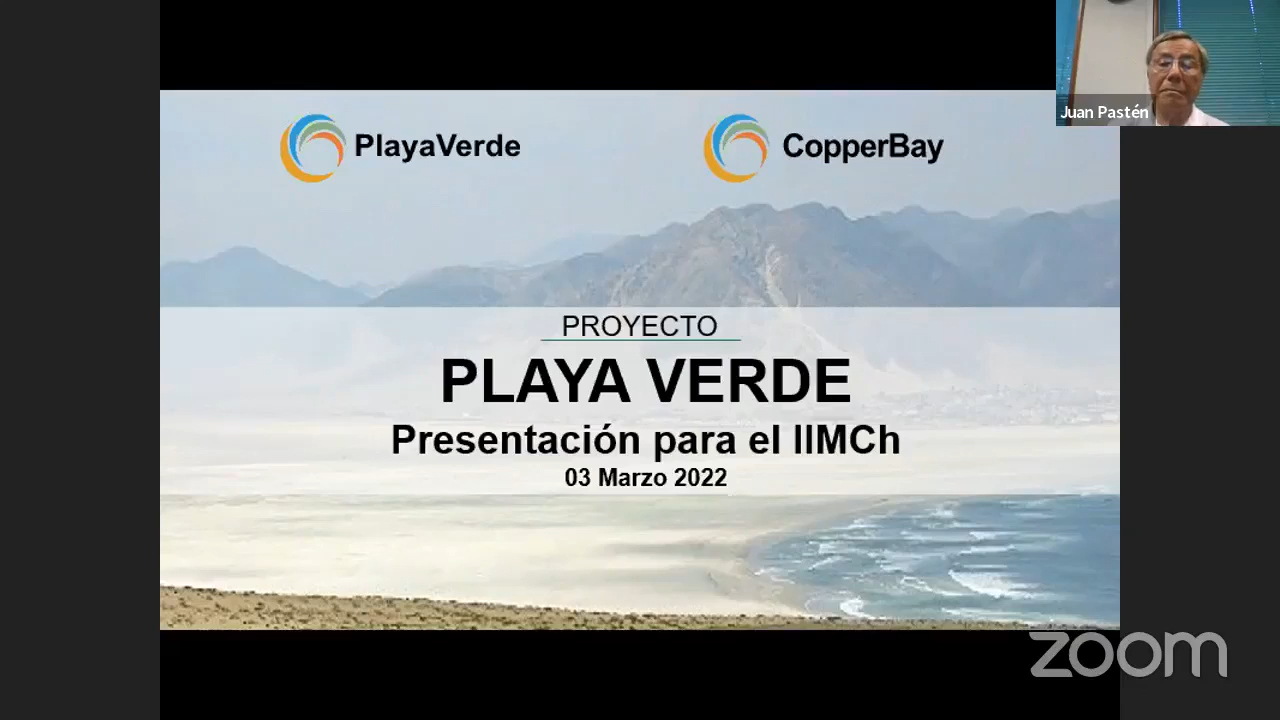 PlayaVerde
CopperBay
Juan Pastén
PROYECTO
PLAYA VERDE
Presentación para el IIMCh
03 Marzo 2022
zoom